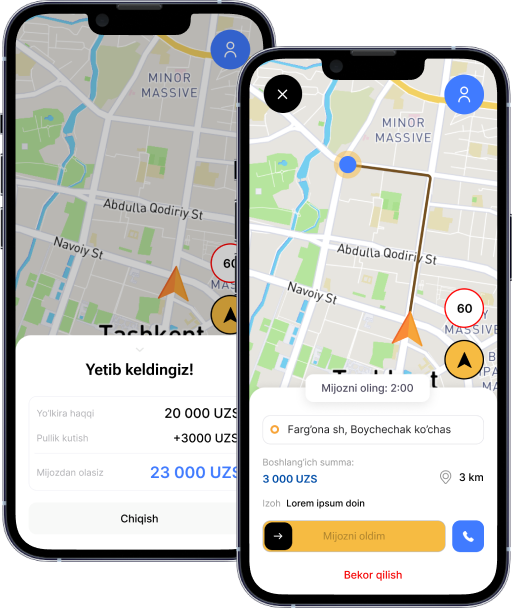 MINOR
MASSIVE
Abdulla Qodiriy St
Navoiy St
60
Tashkent
Yetib keldingiz!
Yo'lkira haqqi 20 000 UZS
Pullik kutish +3000 UZS
Mijozdan olasiz 23 000 UZS
Chiqish
MINOR
MASSIVE
Abdulla Qodiriy St
Navoiy St
60
MASSIVE
Mijozni oling: 2:00
Farg'ona sh, Boychechak ko'chas
Boshlang'ich summa:
3 000 UZS
3 km
Izoh Lorem ipsum doin
Mijozni oldim
Bekor qilish